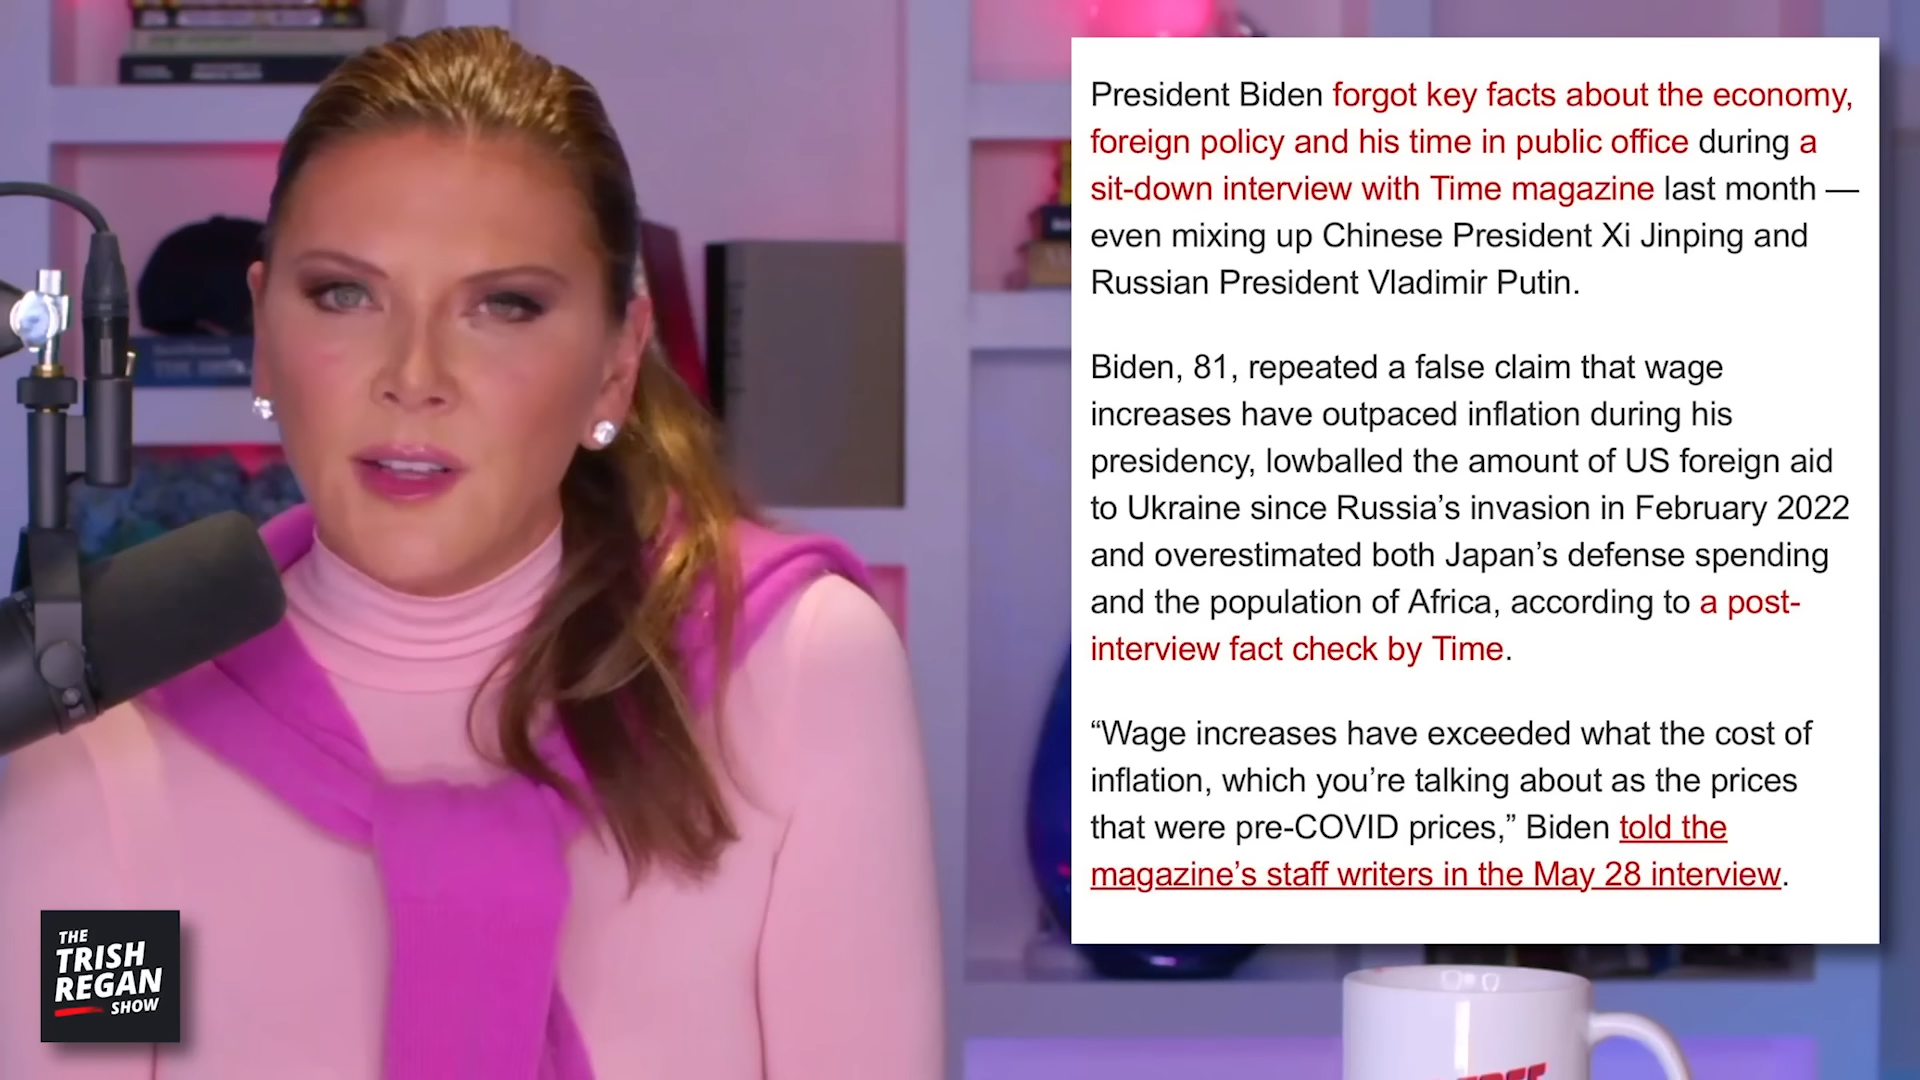 President Biden forgot key facts about the economy,
foreign policy and his time in public office during a
sit-down interview with Time magazine last month —
even mixing up Chinese President Xi Jinping and
Russian President Vladimir Putin.
Biden, 81, repeated a false claim that wage
increases have outpaced inflation during his
presidency, lowballed the amount of US foreign aid
to Ukraine since Russia’s invasion in February 2022
and overestimated both Japan’s defense spending
and the population of Africa, according to a post-
interview fact check by Time.
“Wage increases have exceeded what the cost of
inflation, which you’re talking about as the prices
that were pre-COVID prices,” Biden told the
magazine’s staff writers in the May 28 interview.
THE
TRISH
REGAN
SHOW